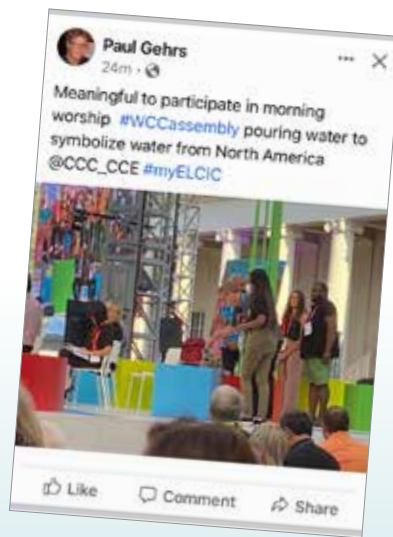 Paul Gehrs
24m
Meaningful to participate in morning
worship #WCCassembly pouring water to
symbolize water from North America
@CCC_CCE #myELCIC
Like
Comment
Share